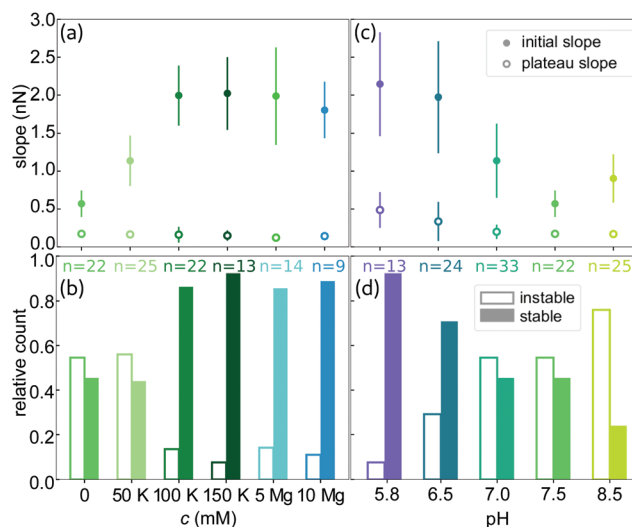 (a)
(c)
3.0
2.5
2.0
1.5
1.0
0.5
0.0
slope (nN)
initial slope
plateau slope
n=22 n=25 n=22 n=13 n=14 n=9
n=13 n=24 n=33 n=22 n=25
(b)
(d)
1.0
0.8
0.6
0.4
0.2
0.0
relative count
instable
stable
0 50 K 100 K 150 K 5 Mg 10 Mg
5.8 6.5 7.0 7.5 8.5
c (mM)
pH